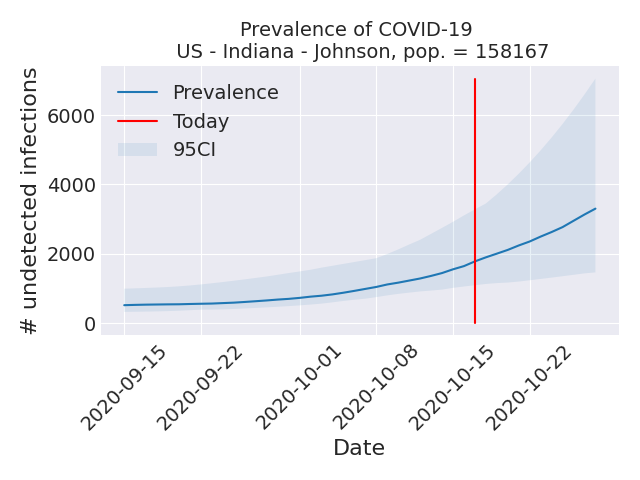 Prevalence of COVID-19
US - Indiana - Johnson, pop. = 158167
Prevalence
Today
95CI
# undetected infections
6000
4000
2000
0
2020-09-15
2020-09-22
2020-10-01
2020-10-08
2020-10-15
2020-10-22
Date